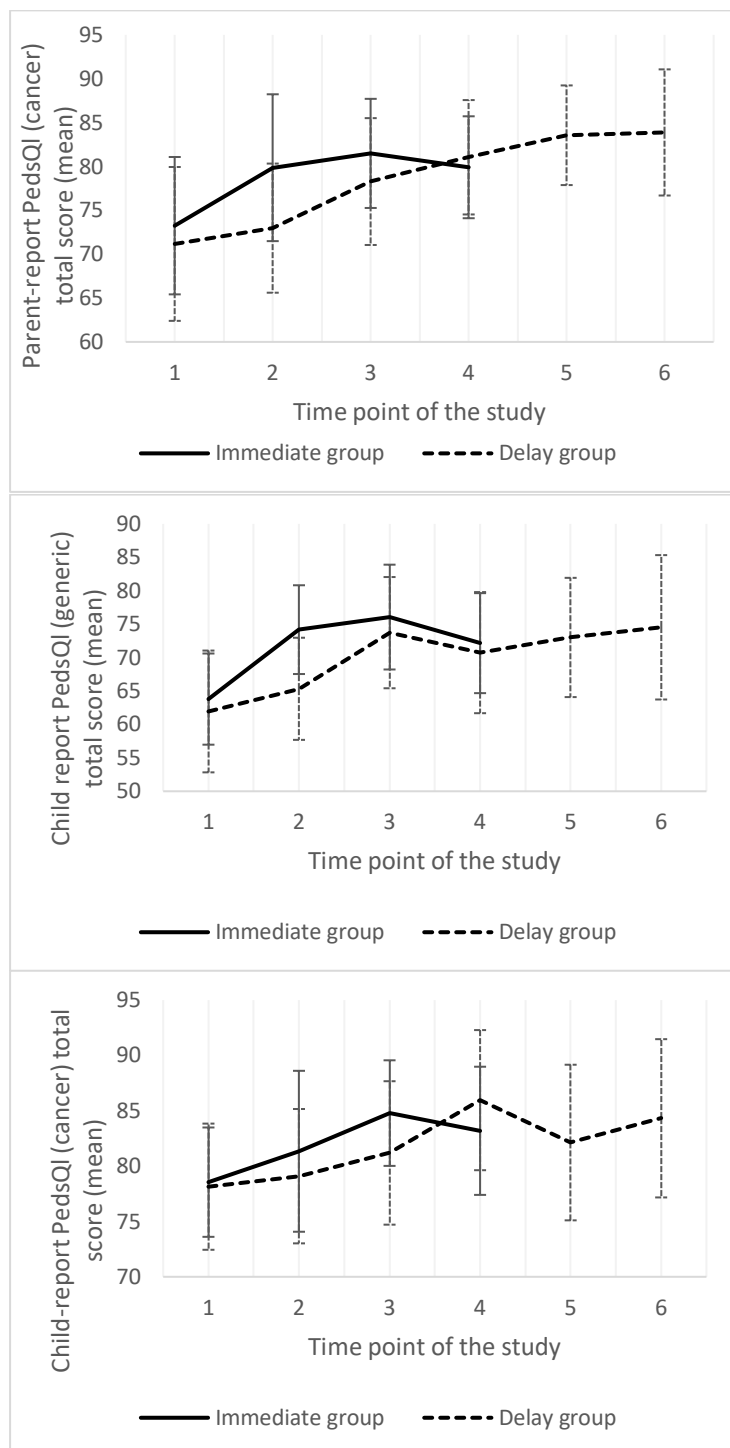 Parent-report PedsQl (cancer)
total score (mean)
95
90
85
80
75
70
65
60
1 2 3 4 5 6
Time point of the study
Immediate group Delay group
Child report PedsQl (generic)
total score (mean)
90
85
80
75
70
65
60
55
50
1 2 3 4 5 6
Time point of the study
Immediate group Delay group
Child-report PedsQl (cancer) total
score (mean)
95
90
85
80
75
70
1 2 3 4 5 6
Time point of the study
Immediate group Delay group